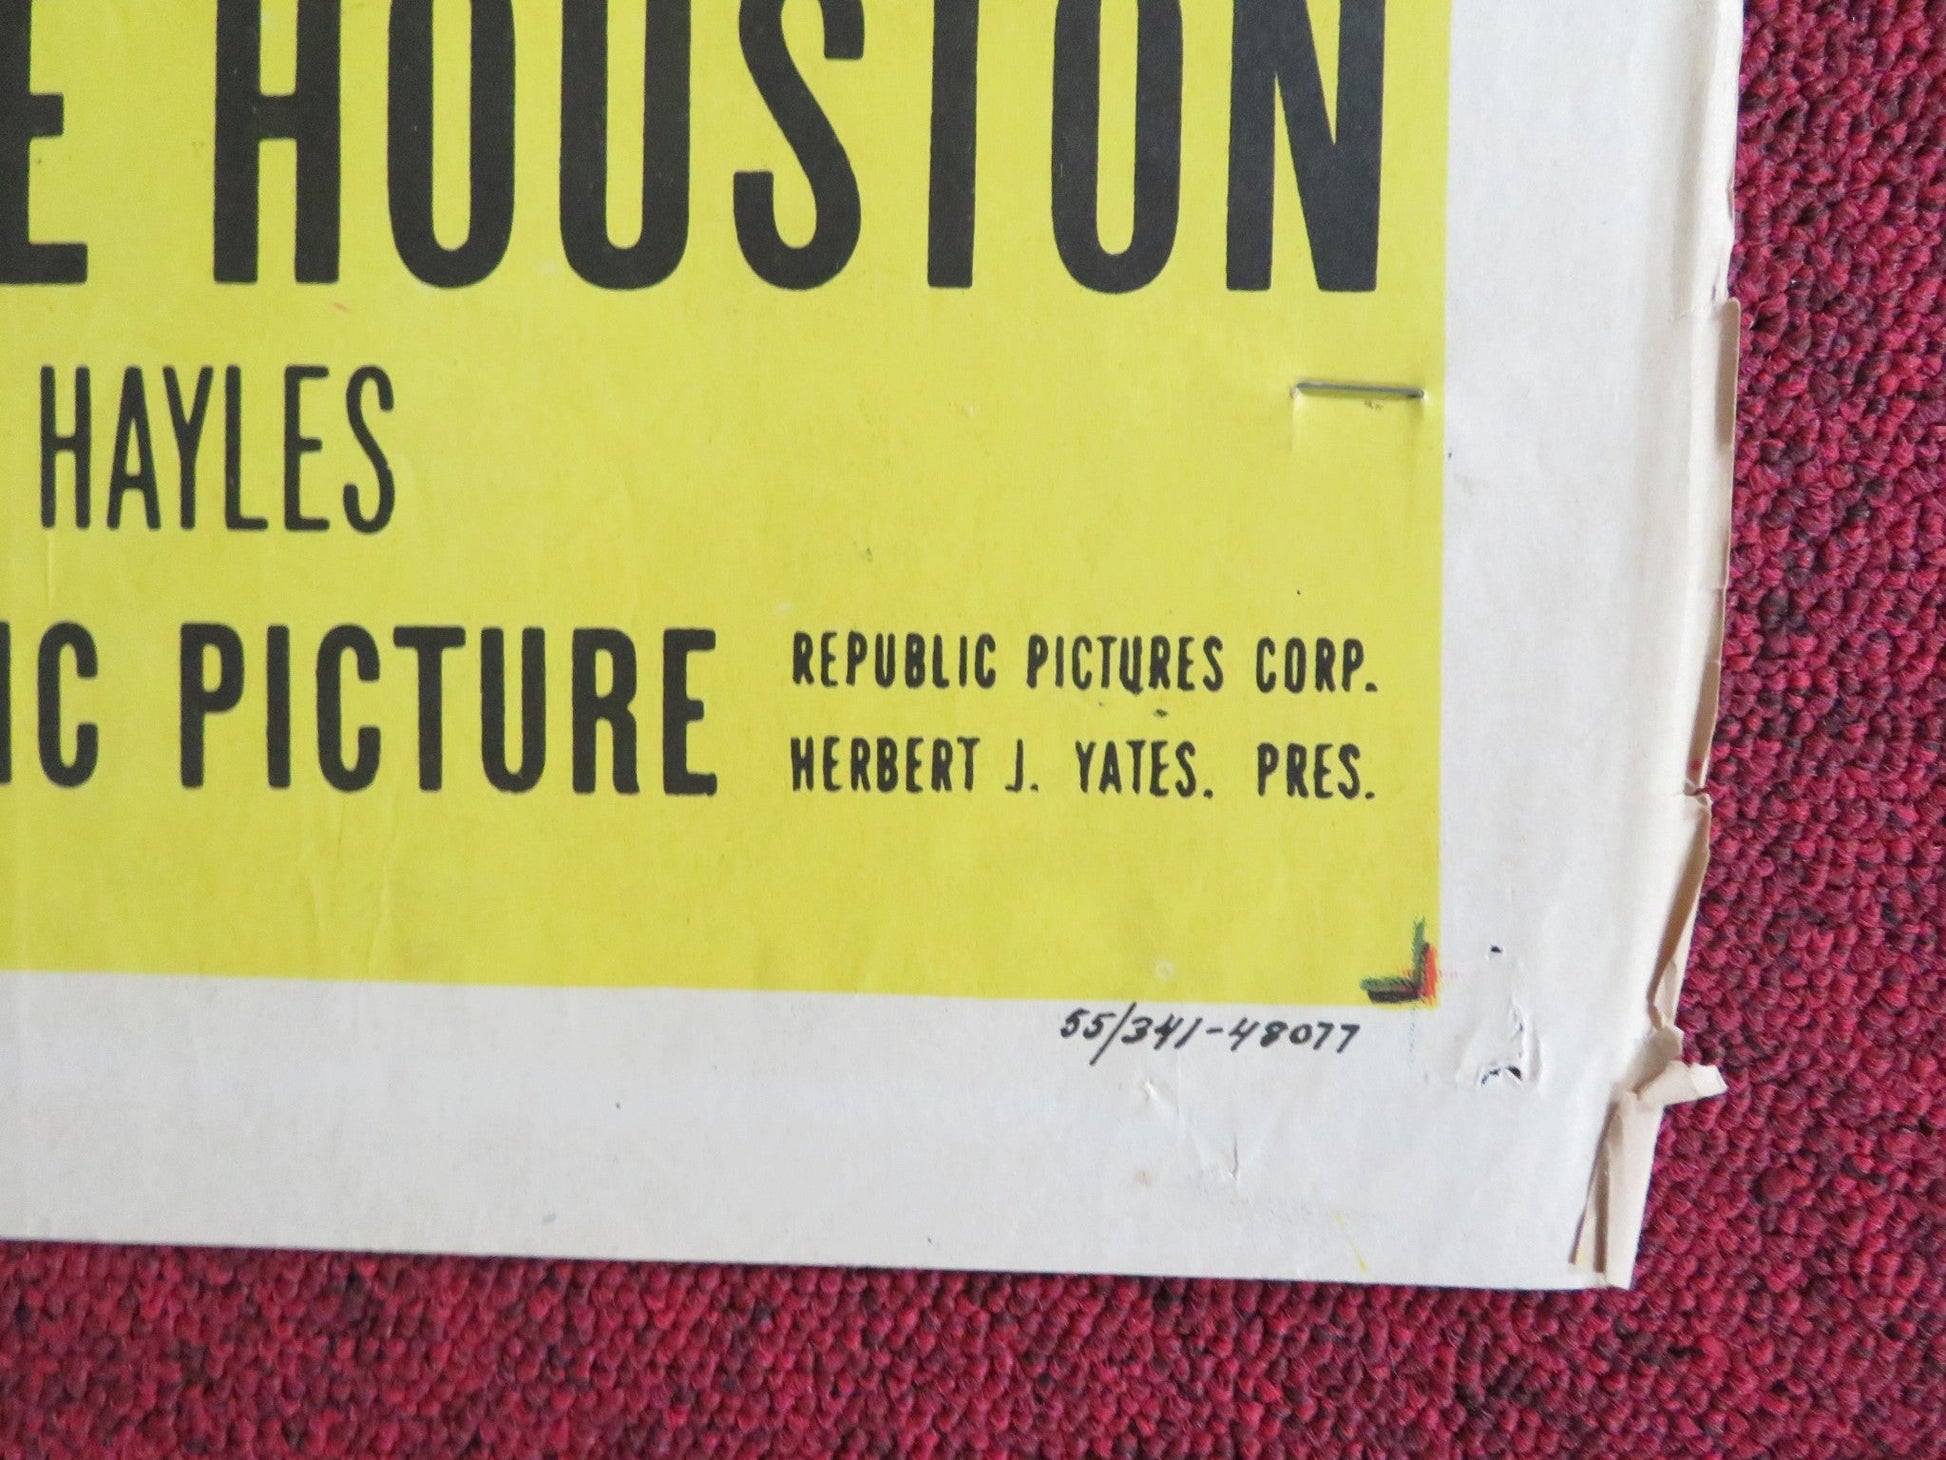 E HOUSTON
HAYLES
IC PICTURE
REPUBLIC PICTURES CORP.
HERBERT J. YATES. PRES.
55/341-48077